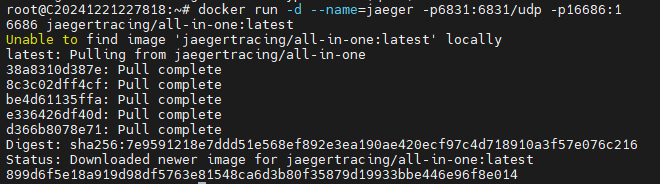 root@C20241221227818:~# docker run -d --name=jaeger -p6831:6831/udp -p16686:1
6686 jaegertracing/all-in-one:latest
Unable to find image 'jaegertracing/all-in-one:latest' locally
latest: Pulling from jaegertracing/all-in-one
38a8310d387e: Pull complete
8c3c02dff4cf: Pull complete
be4d61135ffa: Pull complete
e336426df40d: Pull complete
d366b8078e71: Pull complete
Digest: sha256:7e9591218e7ddd51e568ef892e3ea190ae420ecf97c4d718910a3f57e076c216
Status: Downloaded newer image for jaegertracing/all-in-one:latest
899d6f5e18a919d98df5763e81548ca6d3b80f35879d19933bbe446e96f8e014